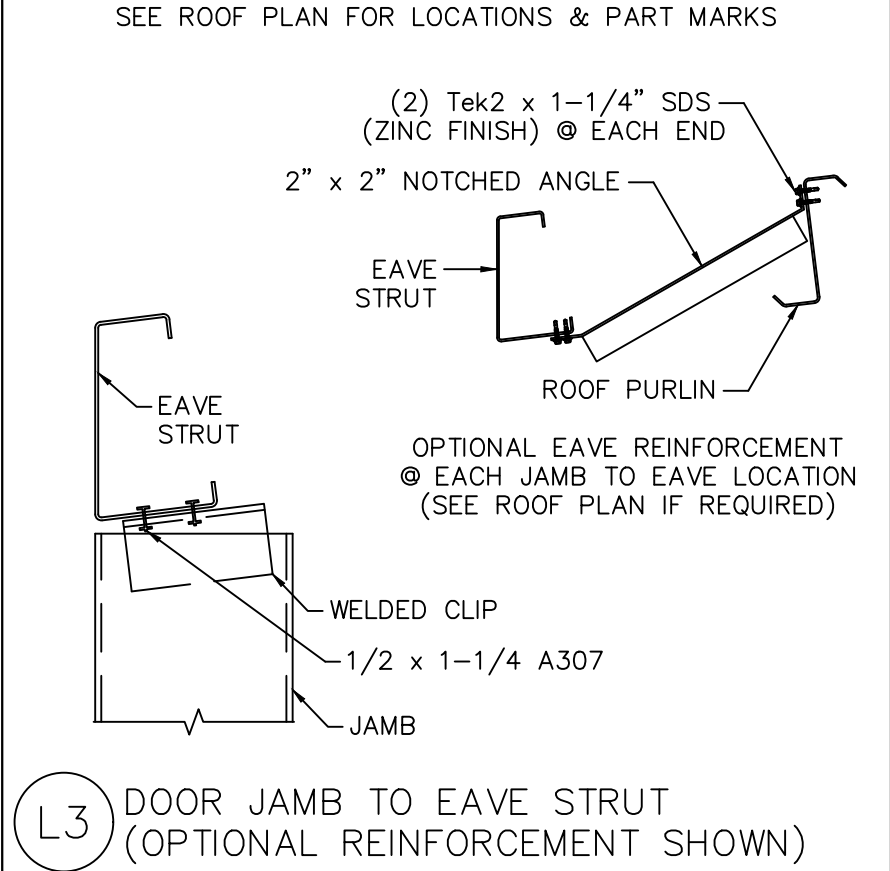 SEE ROOF PLAN FOR LOCATIONS & PART MARKS
(2) Tek2 x 1-1/4" SDS
(ZINC FINISH) @ EACH END
2" x 2" NOTCHED ANGLE
EAVE
STRUT
ROOF PURLIN
OPTIONAL EAVE REINFORCEMENT
@ EACH JAMB TO EAVE LOCATION
(SEE ROOF PLAN IF REQUIRED)
EAVE
STRUT
WELDED CLIP
1/2 x 1-1/4 A307
JAMB
L3
DOOR JAMB TO EAVE STRUT
(OPTIONAL REINFORCEMENT SHOWN)